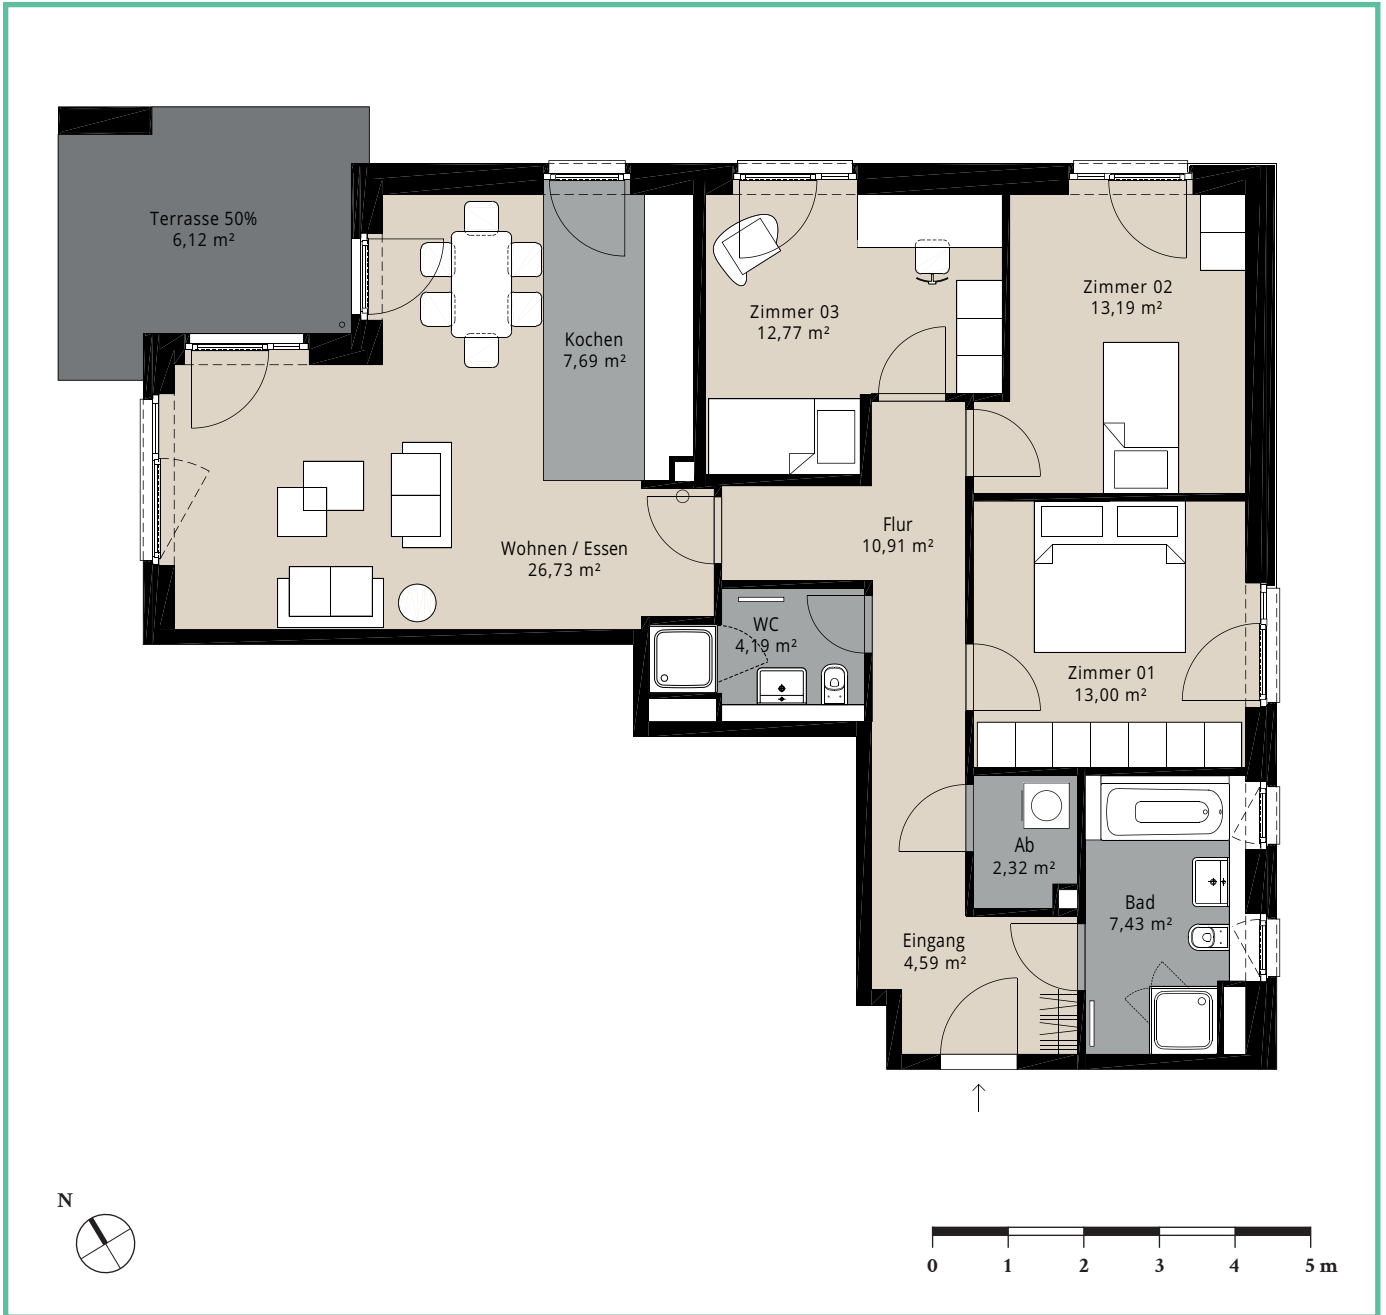 Terrasse 50%
6,12 m²
Kochen
7,69 m²
Zimmer 03
12,77 m²
Zimmer 02
13,19 m²
Wohnen / Essen
26,73 m²
Flur
10,91 m²
WC
4,19 m²
Zimmer 01
13,00 m²
Ab
2,32 m²
Bad
7,43 m²
Eingang
4,59 m²
N
0 1 2 3 4 5 m